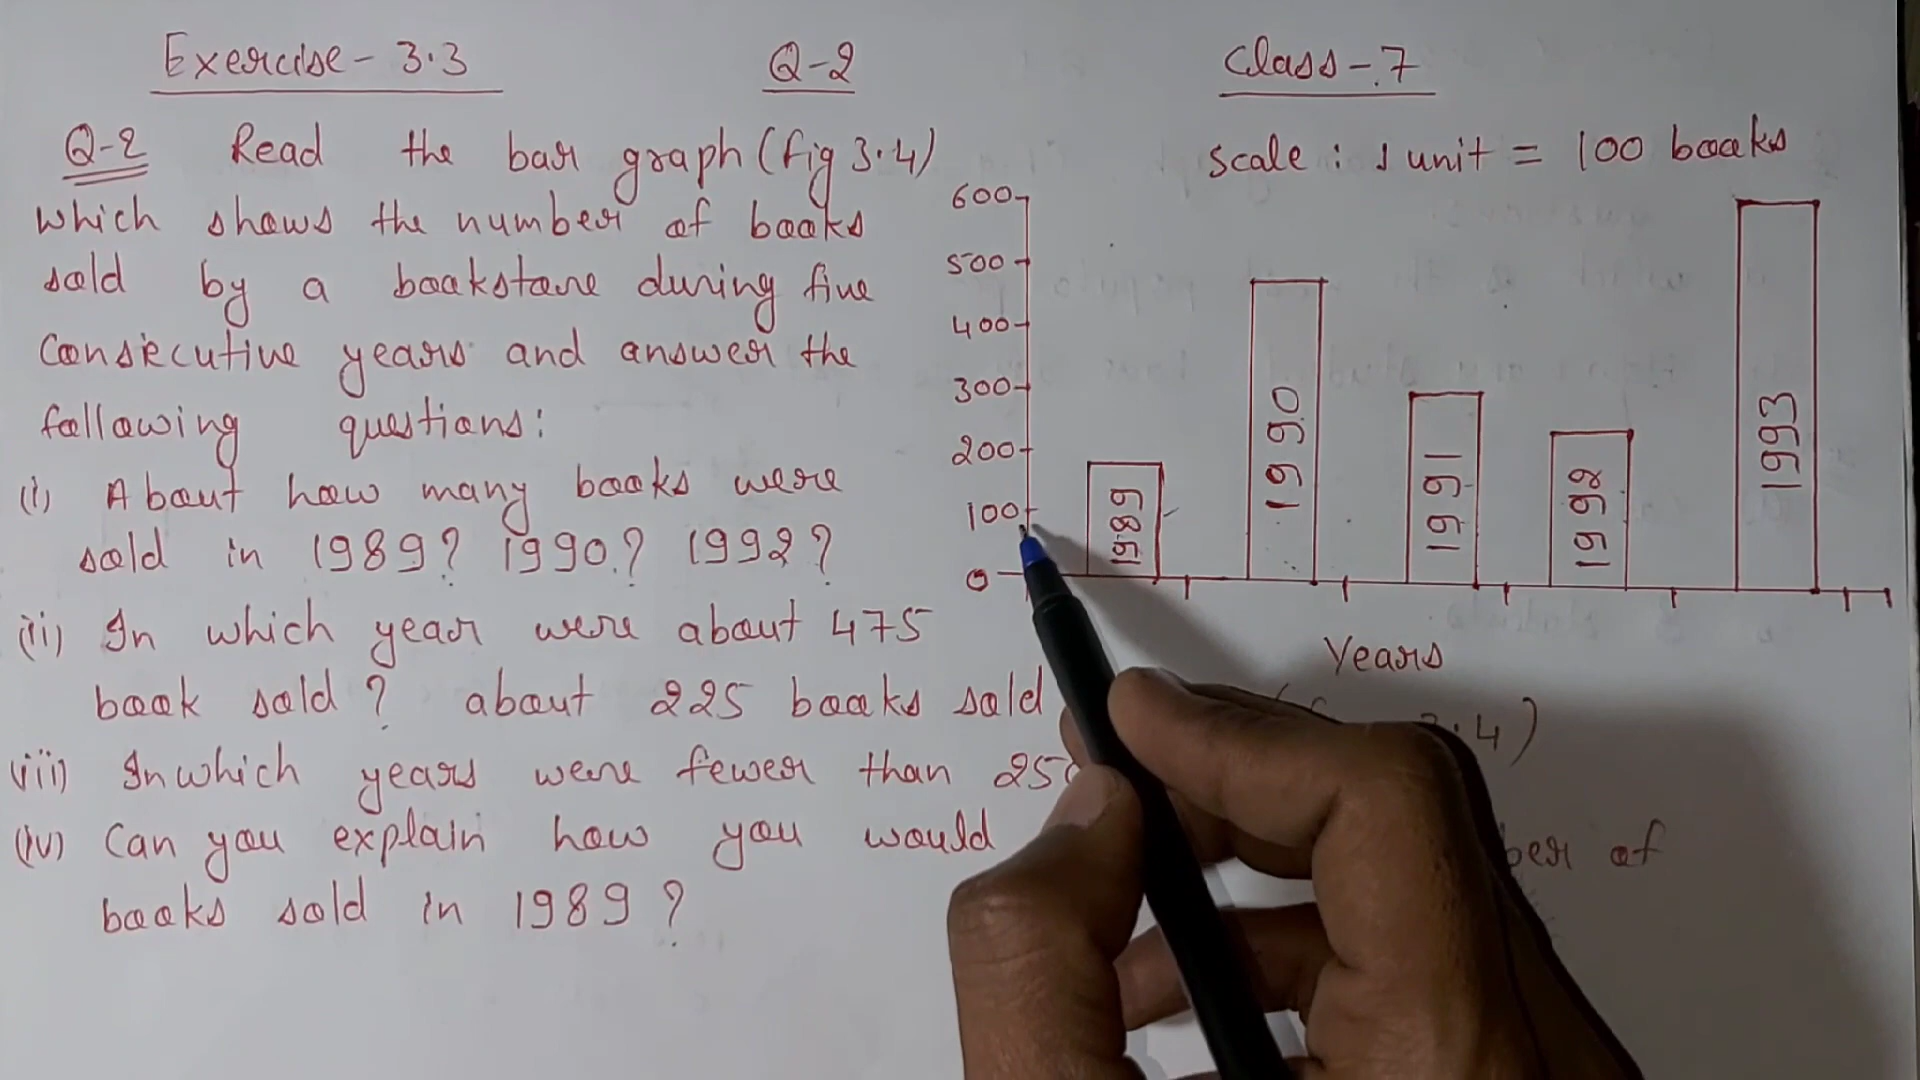 Exercise - 3.3 Q-2 Class - 7
Q-2 Read the bar graph (fig 3.4)
which shows the number of books
sold by a bookstore during five
Consecutive years and answer the
following questions:
(i) About how many books were
sold in 1989? 1990? 1992?
(ii) In which year were about 475
book sold? about 225 books sold
(iii) In which years were fewer than
(iv) Can you explain how you would
books sold in 1989?
scale : 1 unit = 100 books
600
500
400
300
200
100
0
1989
1990
1991
1992
1993
Years
3.4)
of